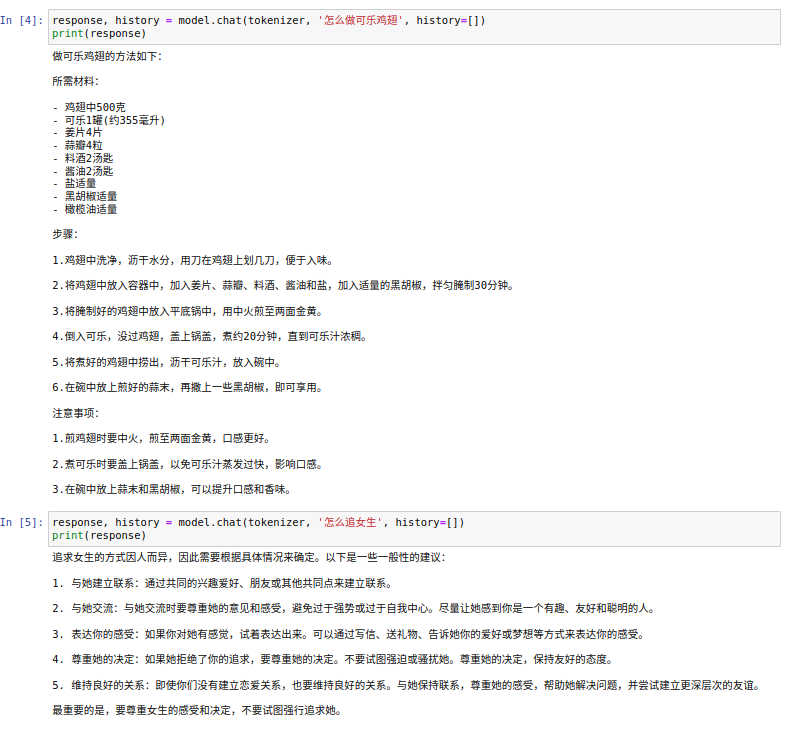 In [4]: response, history = model.chat(tokenizer, '怎么做可乐鸡翅', history=[])
print(response)
做可乐鸡翅的方法如下：
所需材料：
- 鸡翅中500克
- 可乐1罐(约355毫升)
- 姜片4片
- 蒜瓣4粒
- 料酒2汤匙
- 酱油2汤匙
- 盐适量
- 黑胡椒适量
- 橄榄油适量
步骤：
1.鸡翅中洗净，沥干水分，用刀在鸡翅上划几刀，便于入味。
2.将鸡翅中放入容器中，加入姜片、蒜瓣、料酒、酱油和盐，加入适量的黑胡椒，拌匀腌制30分钟。
3.将腌制好的鸡翅中放入平底锅中，用中火煎至两面金黄。
4.倒入可乐，没过鸡翅，盖上锅盖，煮约20分钟，直到可乐汁浓稠。
5.将煮好的鸡翅中捞出，沥干可乐汁，放入碗中。
6.在碗中放上煎好的蒜末，再撒上一些黑胡椒，即可享用。
注意事项：
1.煎鸡翅时要中火，煎至两面金黄，口感更好。
2.煮可乐时要盖上锅盖，以免可乐汁蒸发过快，影响口感。
3.在碗中放上蒜末和黑胡椒，可以提升口感和香味。
In [5]: response, history = model.chat(tokenizer, '怎么追女生', history=[])
print(response)
追求女生的方式因人而异，因此需要根据具体情况来确定。以下是一些一般性的建议：
1. 与她建立联系：通过共同的兴趣爱好、朋友或其他共同点来建立联系。
2. 与她交流：与她交流时要尊重她的意见和感受，避免过于强势或过于自我中心。尽量让她感到你是一个有趣、友好和聪明的人。
3. 表达你的感受：如果你对她有感觉，试着表达出来。可以通过写信、送礼物、告诉她你的爱好或梦想等方式来表达你的感受。
4. 尊重她的决定：如果她拒绝了你的追求，要尊重她的决定。不要试图强迫或骚扰她。尊重她的决定，保持友好的态度。
5. 维持良好的关系：即使你们没有建立恋爱关系，也要维持良好的关系。与她保持联系，尊重她的感受，帮助她解决问题，并尝试建立更深层次的友谊。
最重要的是，要尊重女生的感受和决定，不要试图强行追求她。